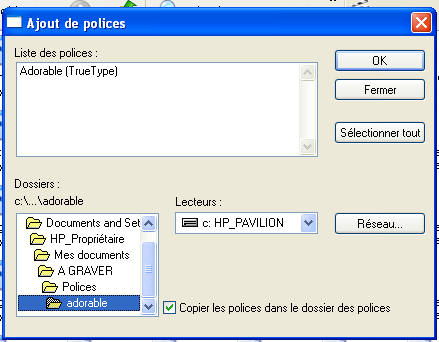 Ajout de polices
Liste des polices :
Adorable (TrueType)
OK
Fermer
Sélectionner tout
Dossiers :
c:\...\adorable
Documents and Set
HP_Propriétaire
Mes documents
A GRAVER
Polices
adorable
Lecteurs :
c: HP_PAVILION
Réseau...
Copier les polices dans le dossier des polices